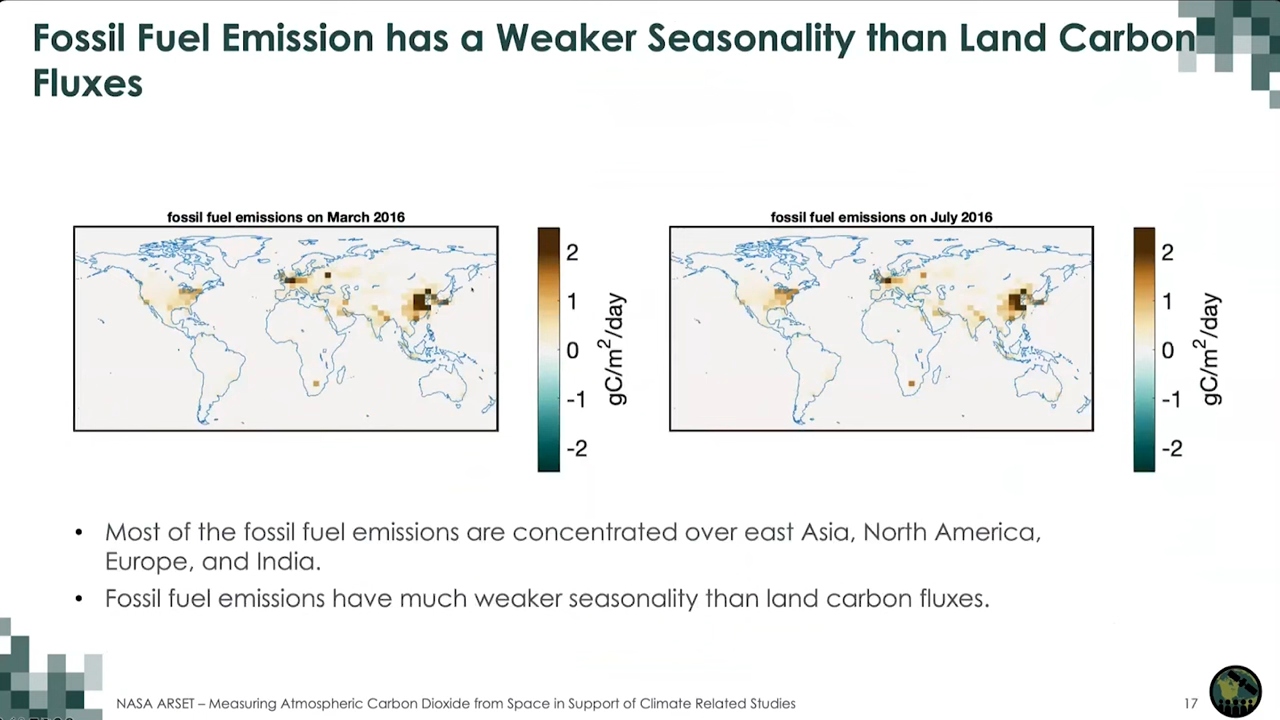 Fossil Fuel Emission has a Weaker Seasonality than Land Carbon
Fluxes
fossil fuel emissions on March 2016
2
1
0
-1
-2
gC/m²/day
fossil fuel emissions on July 2016
2
1
0
-1
-2
gC/m²/day
• Most of the fossil fuel emissions are concentrated over east Asia, North America,
Europe, and India.
• Fossil fuel emissions have much weaker seasonality than land carbon fluxes.
NASA ARSET – Measuring Atmospheric Carbon Dioxide from Space in Support of Climate Related Studies
17